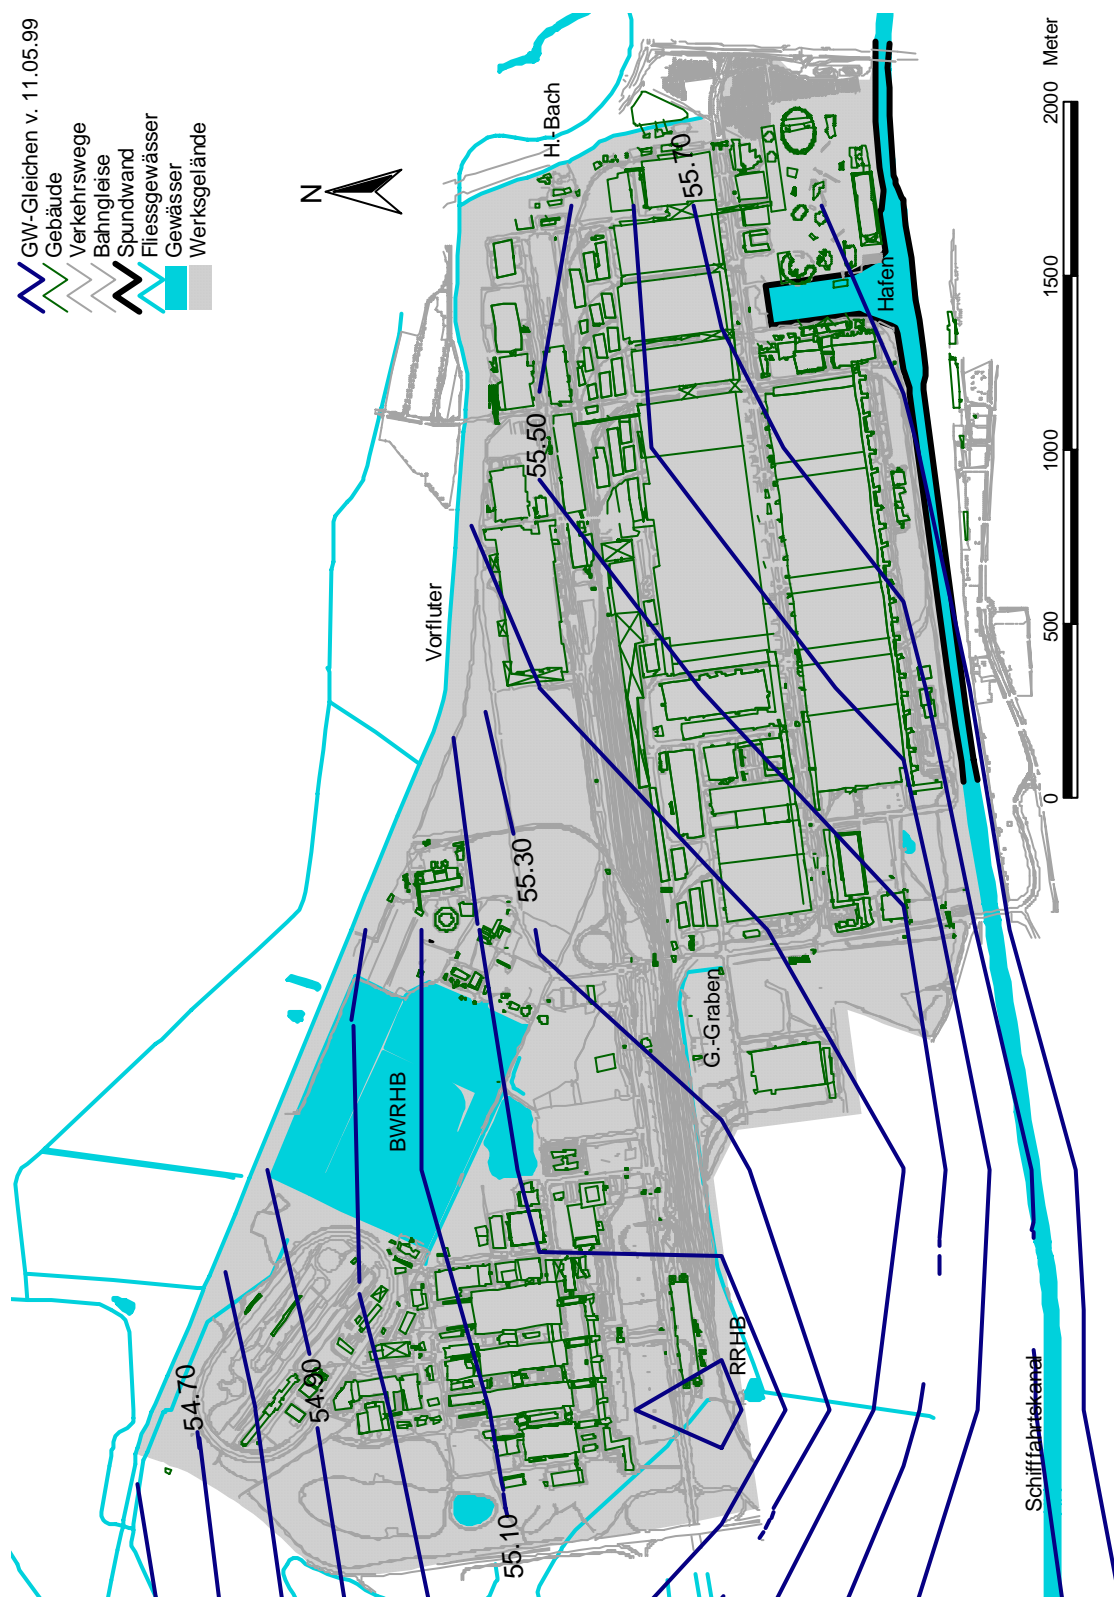 GW-Gleichen v. 11.05.99
Gebäude
Verkehrswege
Bahngleise
Spundwand
Fliessgewässer
Gewässer
Werksgelände
N
H.-Bach
55.70
Hafen
55.50
Vorfluter
55.30
G.-Graben
BWRHB
RRHB
54.70
54.90
55.10
Schifffahrtskanal
0 500 1000 1500 2000 Meter